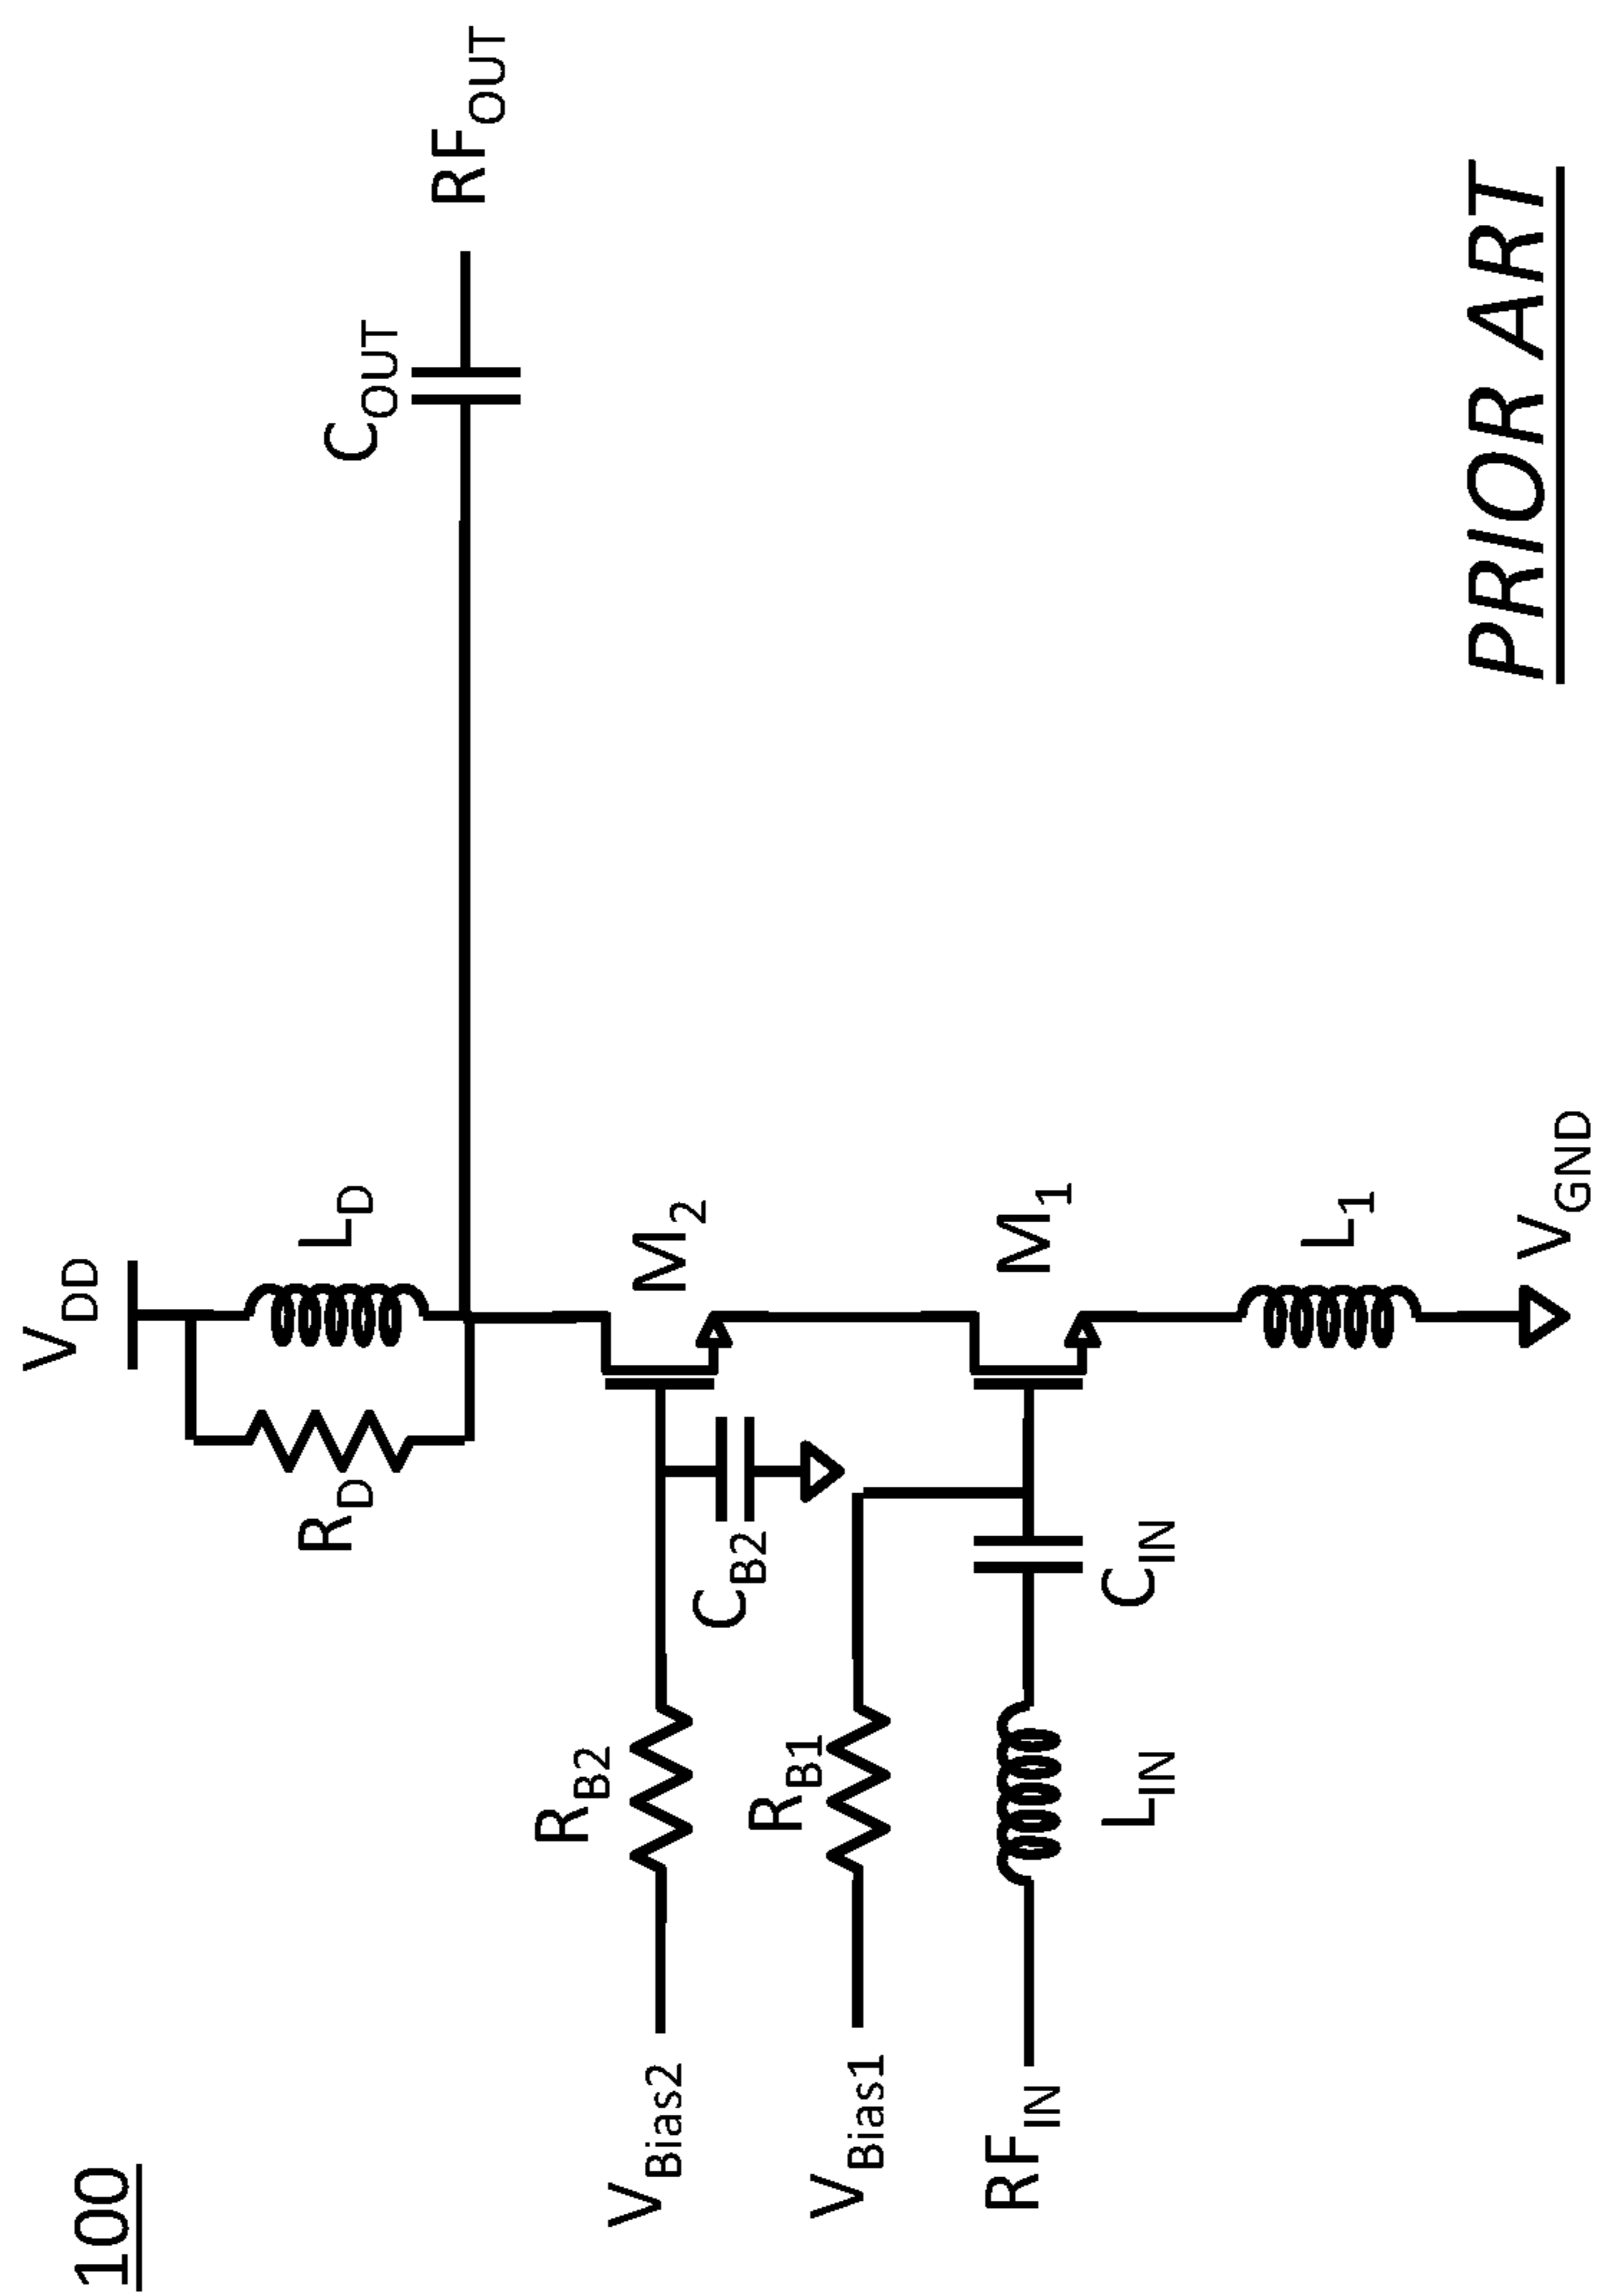 100
V_DD
R_D
L_D
C_OUT
RF_OUT
V_Bias2
R_B2
C_B2
M_2
V_Bias1
R_B1
RF_IN
L_IN
C_IN
M_1
L_1
V_GND
PRIOR ART